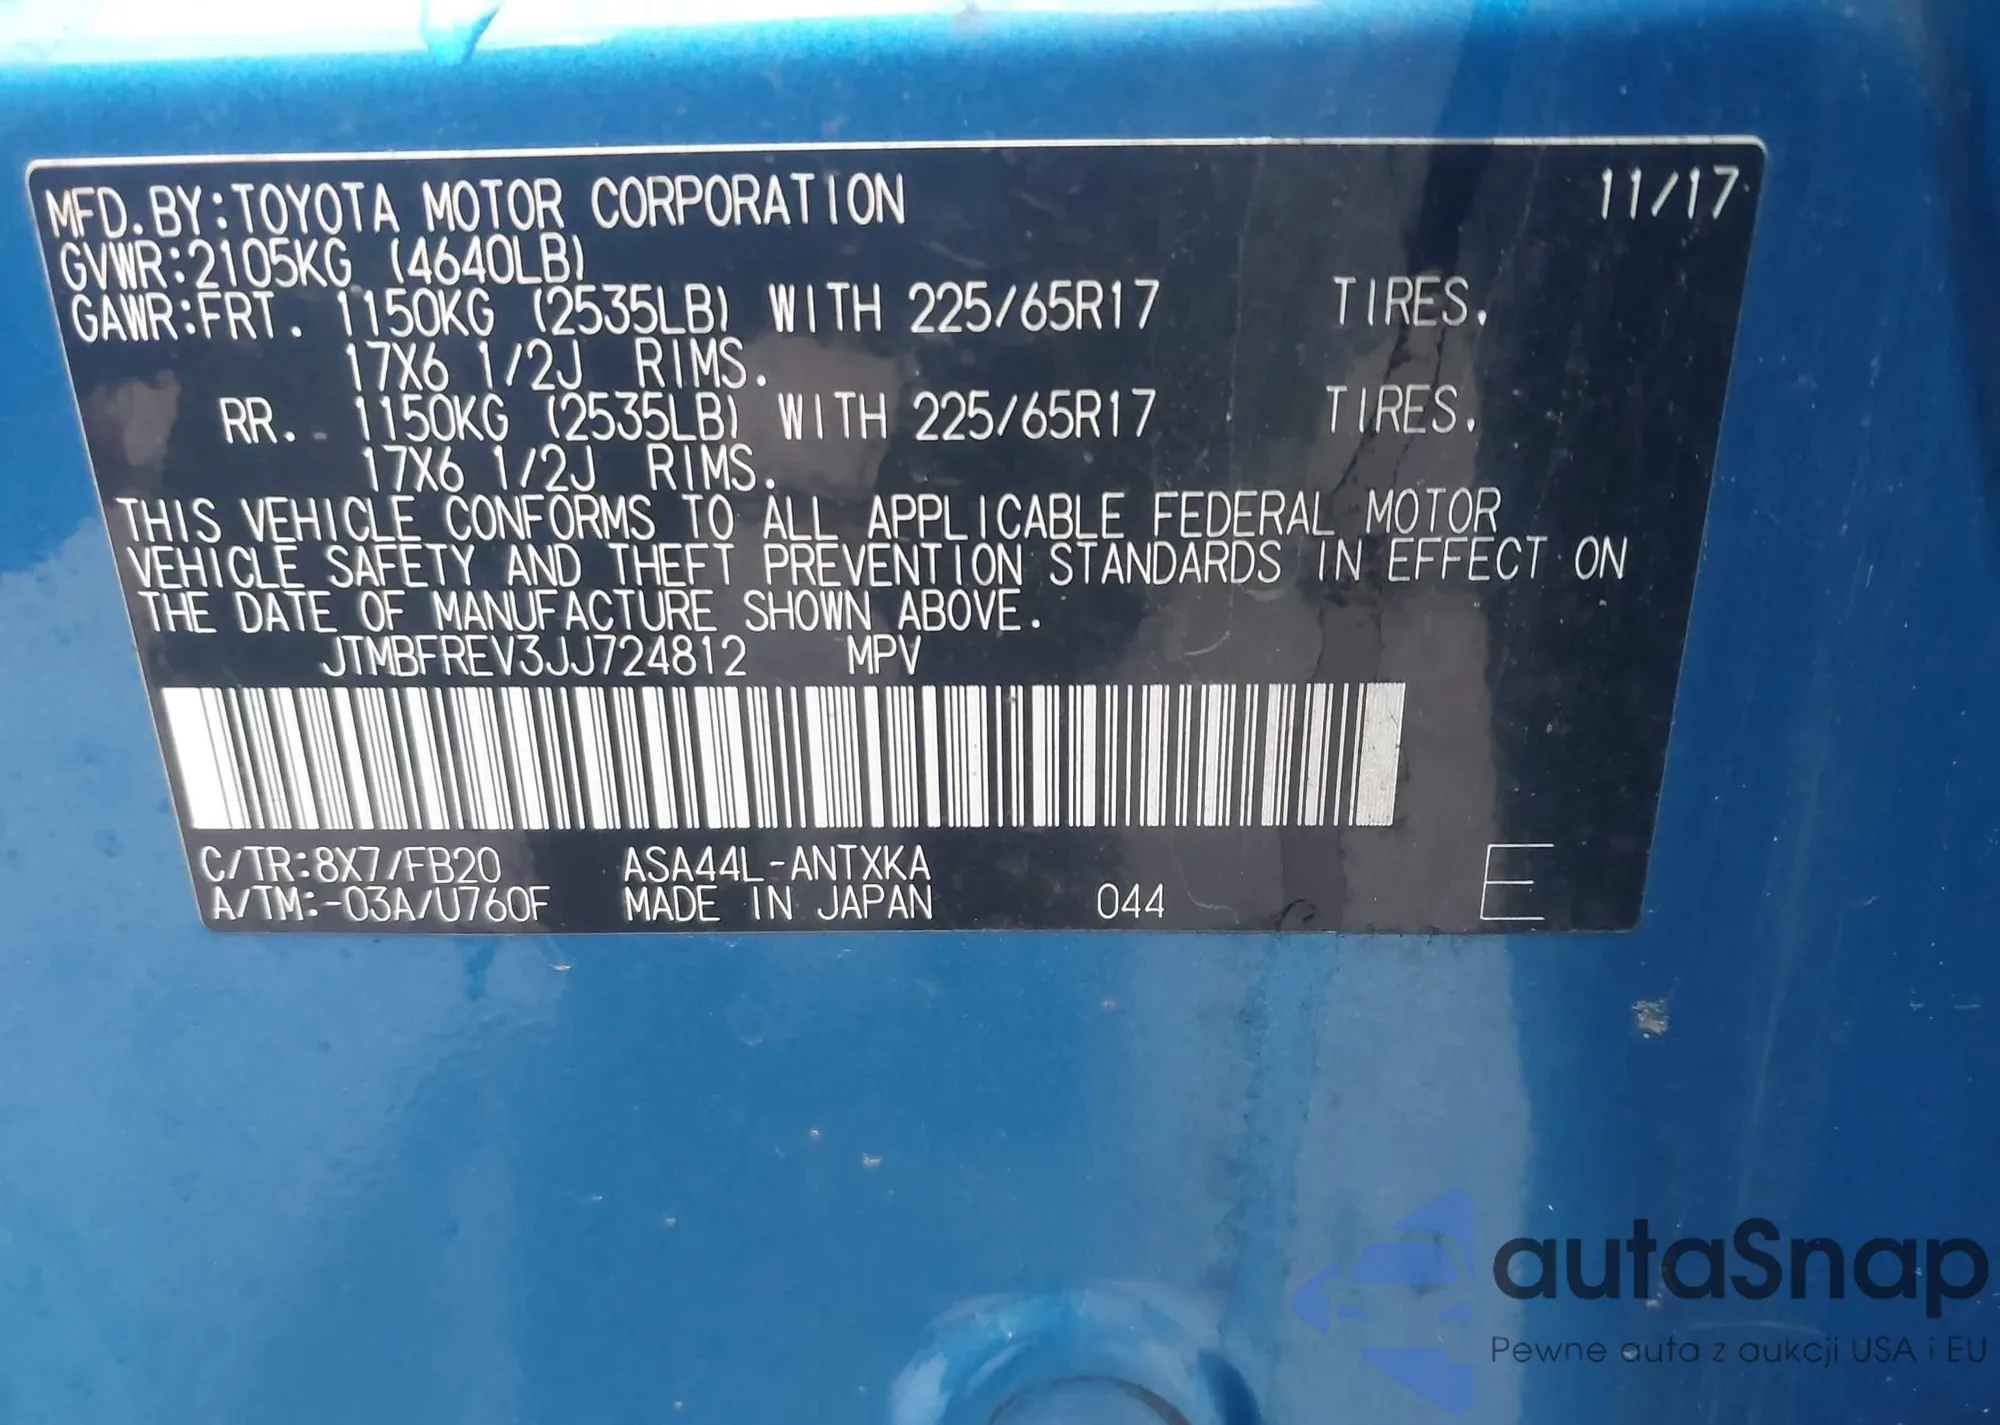 MFD.BY:TOYOTA MOTOR CORPORATION 11/17
GVWR:2105KG (4640LB)
GAWR:FRT. 1150KG (2535LB) WITH 225/65R17 TIRES.
17X6 1/2J RIMS.
RR. 1150KG (2535LB) WITH 225/65R17 TIRES.
17X6 1/2J RIMS.
THIS VEHICLE CONFORMS TO ALL APPLICABLE FEDERAL MOTOR
VEHICLE SAFETY AND THEFT PREVENTION STANDARDS IN EFFECT ON
THE DATE OF MANUFACTURE SHOWN ABOVE.
JTMBFREV3JJ724812 MPV
C/TR:8X7/FB20 ASA44L-ANTXKA
A/TM:-03A/U760F MADE IN JAPAN 044 E
autaSnap
Pewne auta z aukcji USA i EU